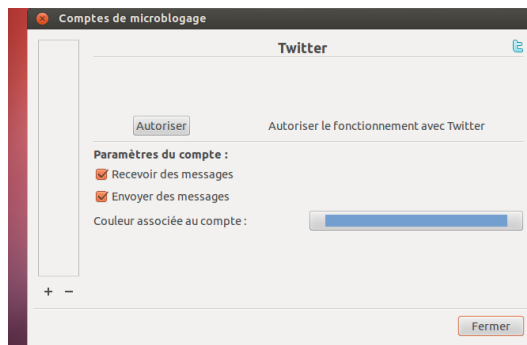 Comptes de microblogage
Twitter
Autoriser
Autoriser le fonctionnement avec Twitter
Paramètres du compte :
Recevoir des messages
Envoyer des messages
Couleur associée au compte :
+ −
Fermer